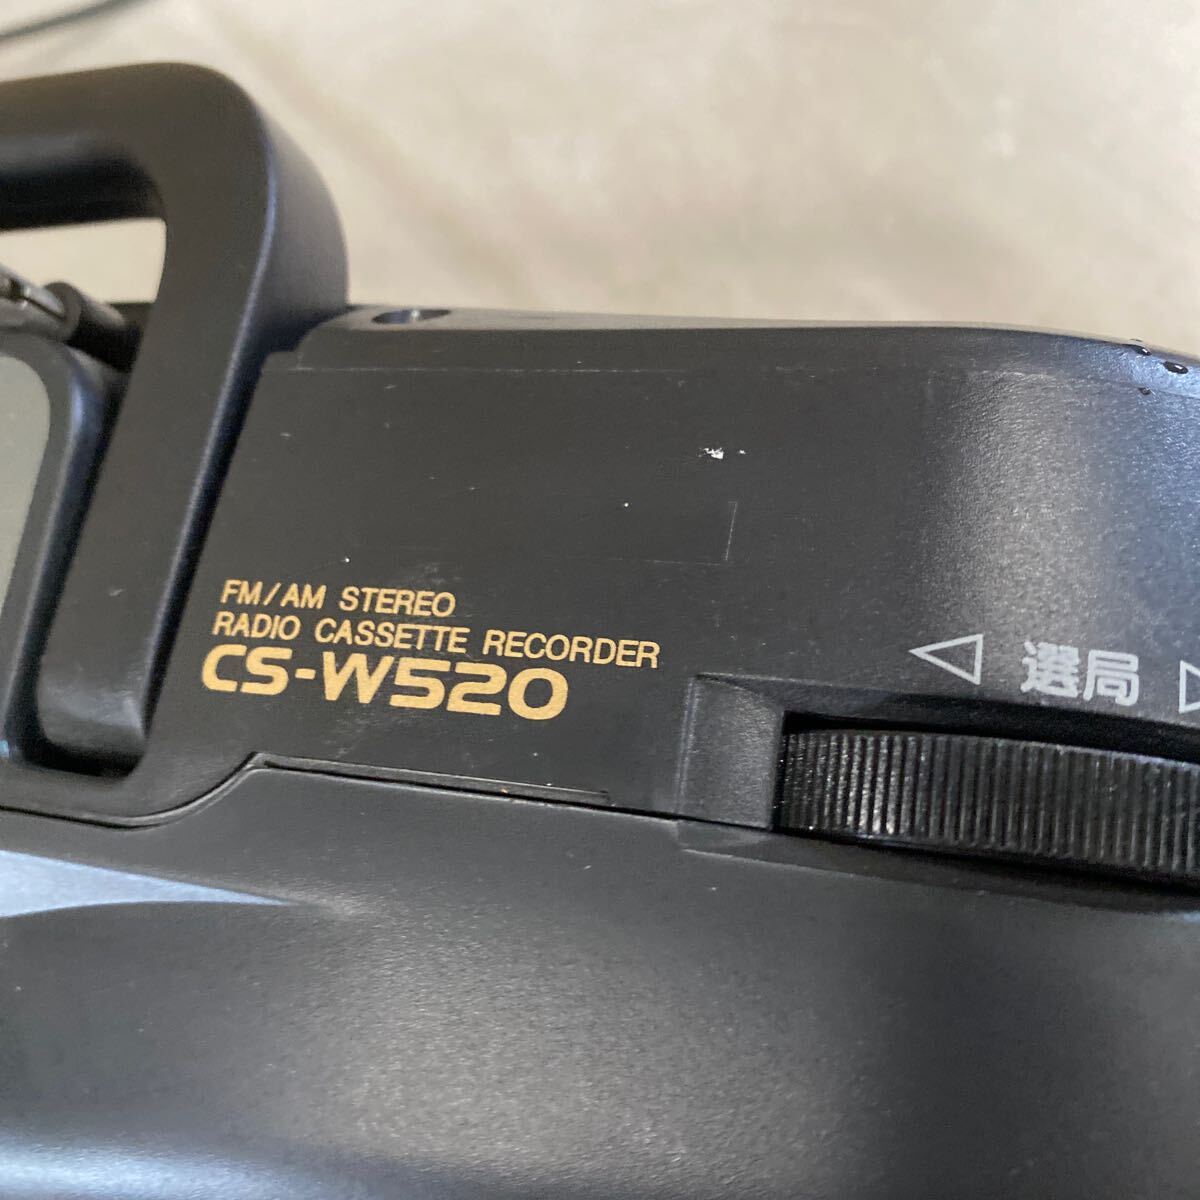 FM/AM STEREO
RADIO CASSETTE RECORDER
CS-W520
◁ 選局 ▷